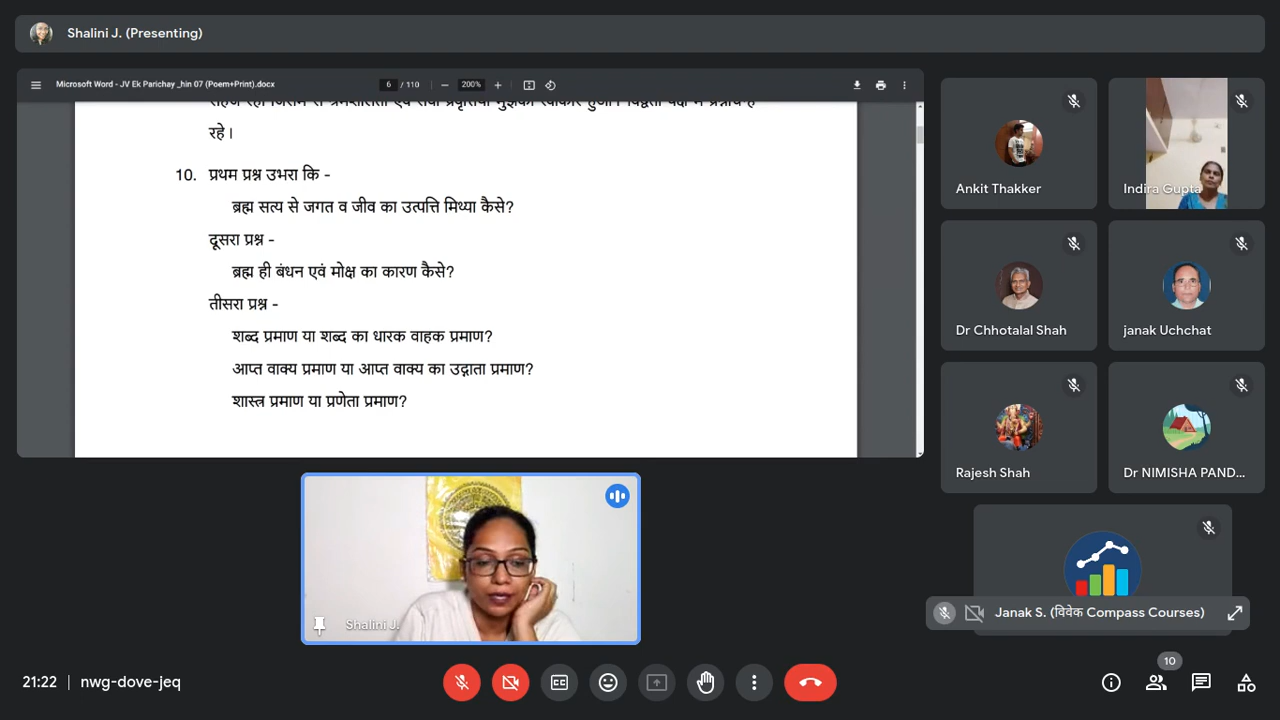 Shalini J. (Presenting)
Microsoft Word - JV Ek Parichay _hin 07 (Poem+Print).docx
6 / 110
200%
रहे।
10. प्रथम प्रश्न उभरा कि -
ब्रह्म सत्य से जगत व जीव का उत्पत्ति मिथ्या कैसे?
दूसरा प्रश्न -
ब्रह्म ही बंधन एवं मोक्ष का कारण कैसे?
तीसरा प्रश्न -
शब्द प्रमाण या शब्द का धारक वाहक प्रमाण?
आप्त वाक्य प्रमाण या आप्त वाक्य का उद्गाता प्रमाण?
शास्त्र प्रमाण या प्रणेता प्रमाण?
Ankit Thakker
Indira Gupta
Dr Chhotalal Shah
janak Uchchat
Rajesh Shah
Dr NIMISHA PAND...
Janak S. (विवेक Compass Courses)
Shalini J.
21:22 | nwg-dove-jeq
10